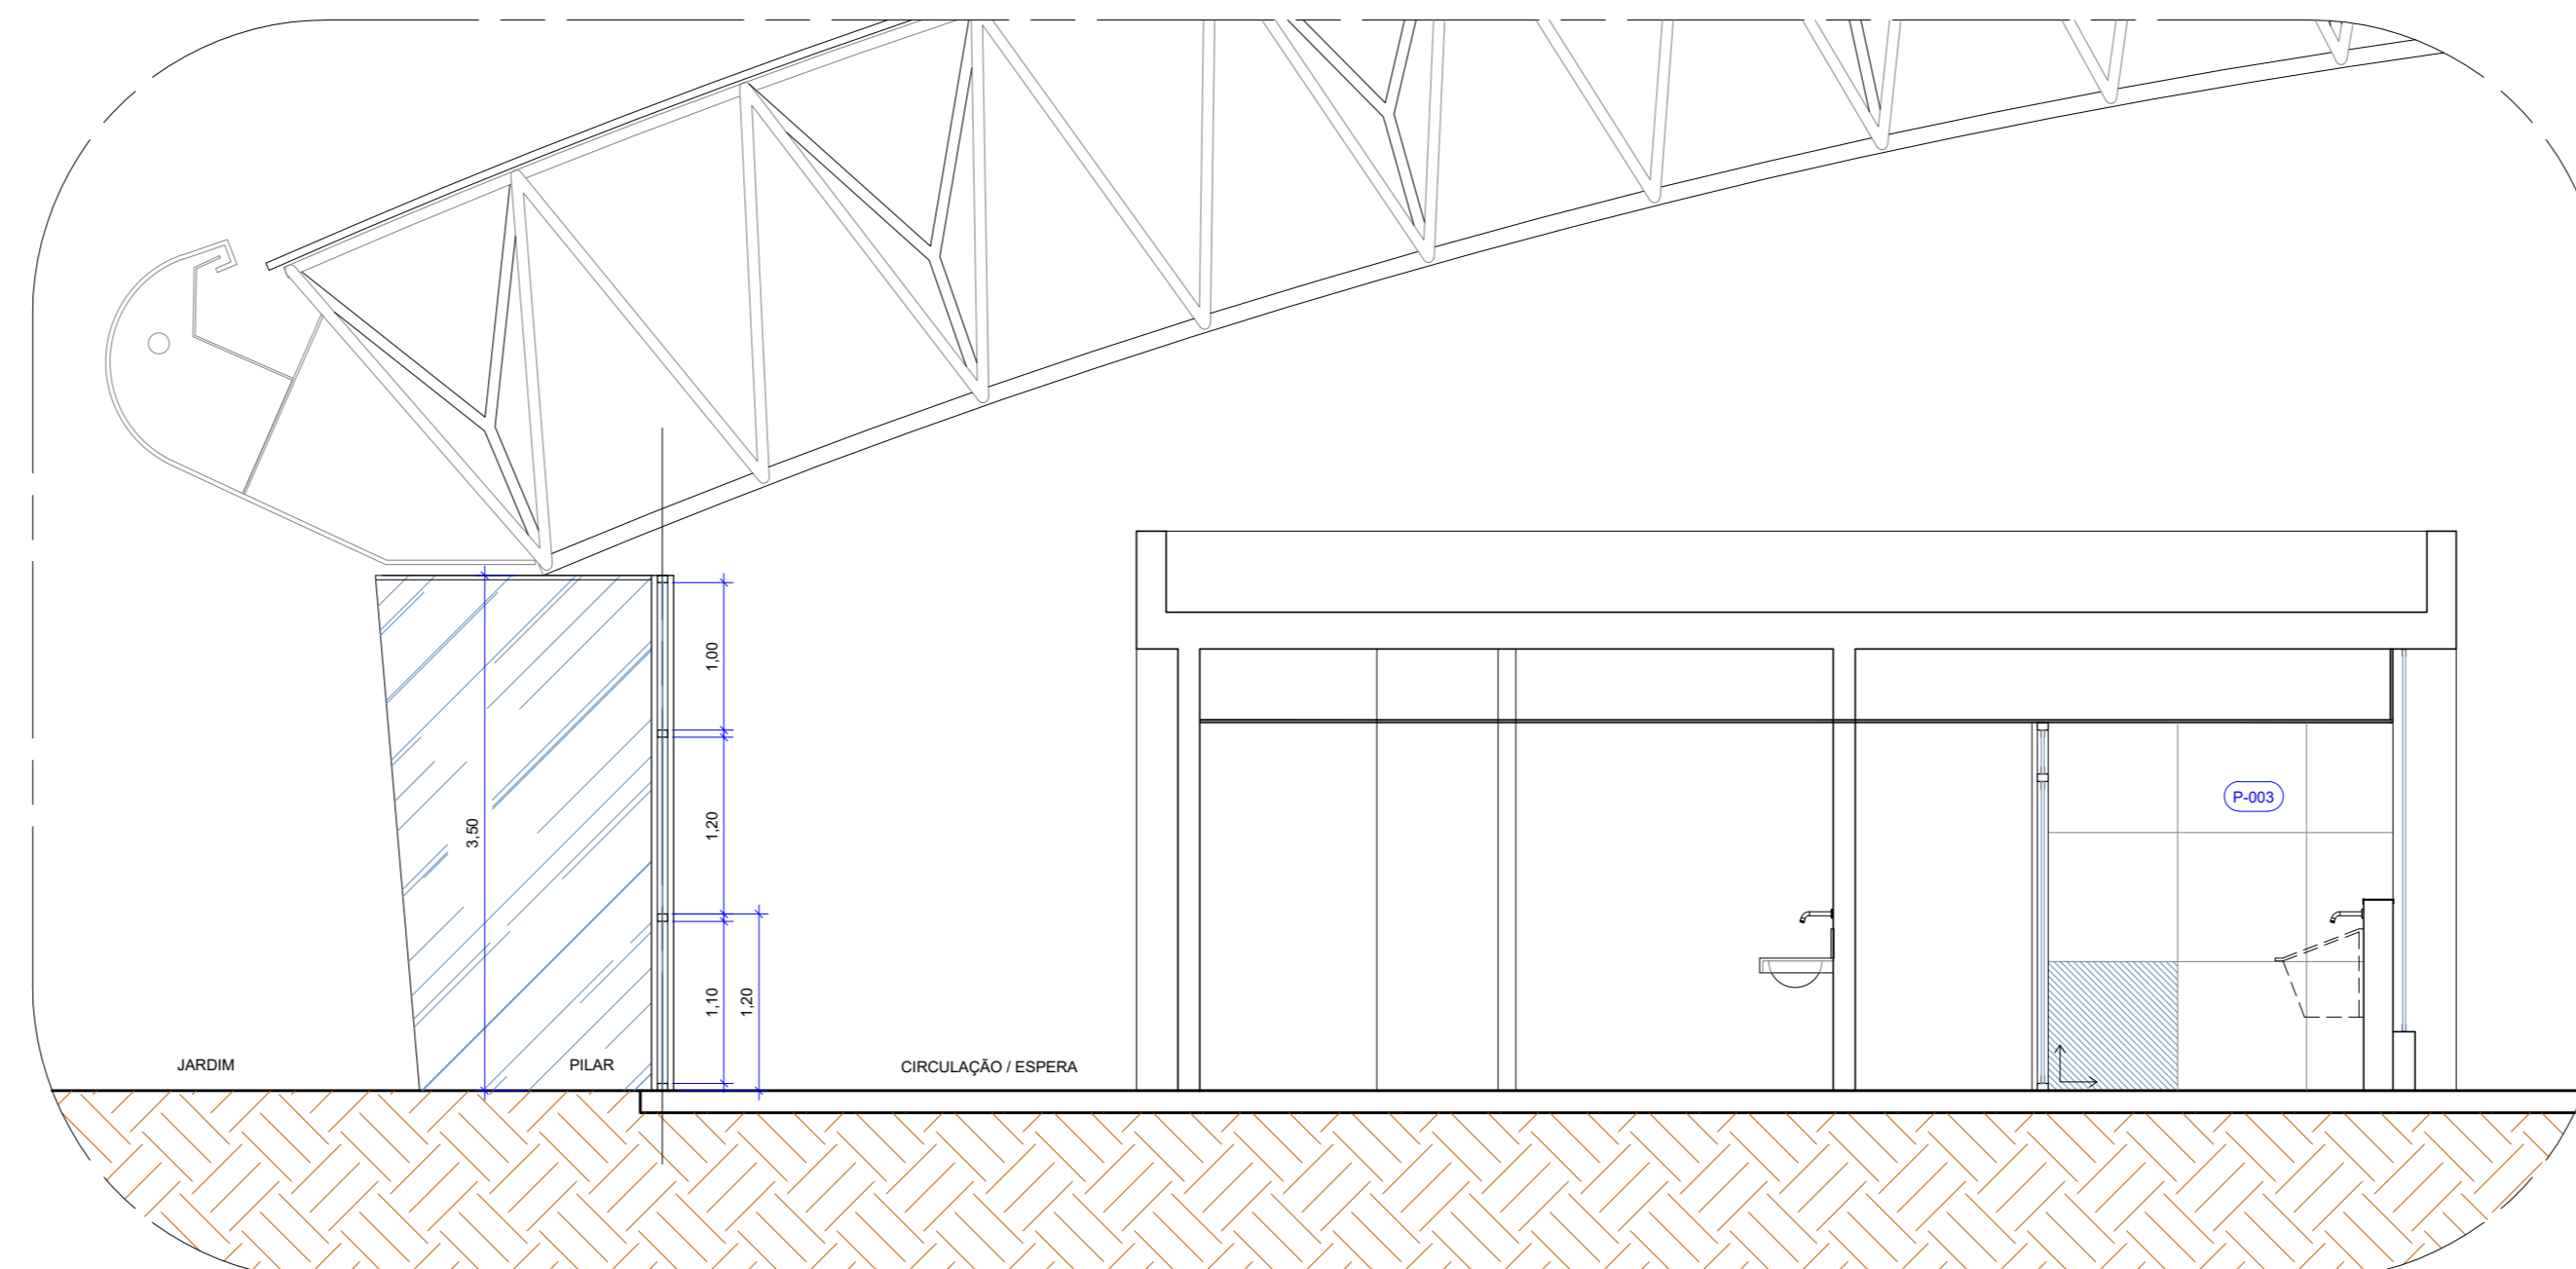 1,00
P-003
1,20
3,50
1,10
1,20
JARDIM
PILAR
CIRCULAÇÃO / ESPERA